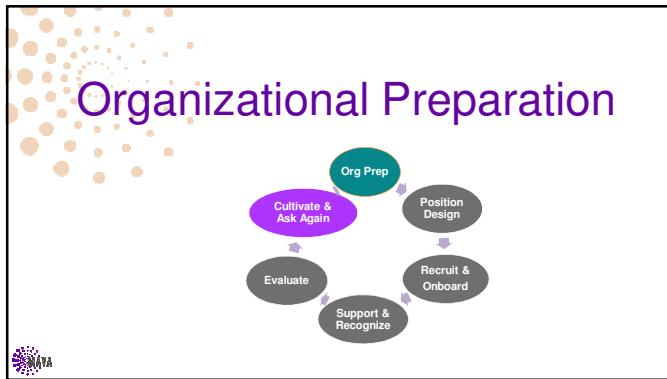 Organizational Preparation
Org Prep
Position
Design
Recruit &
Onboard
Support &
Recognize
Evaluate
Cultivate &
Ask Again
MAVA